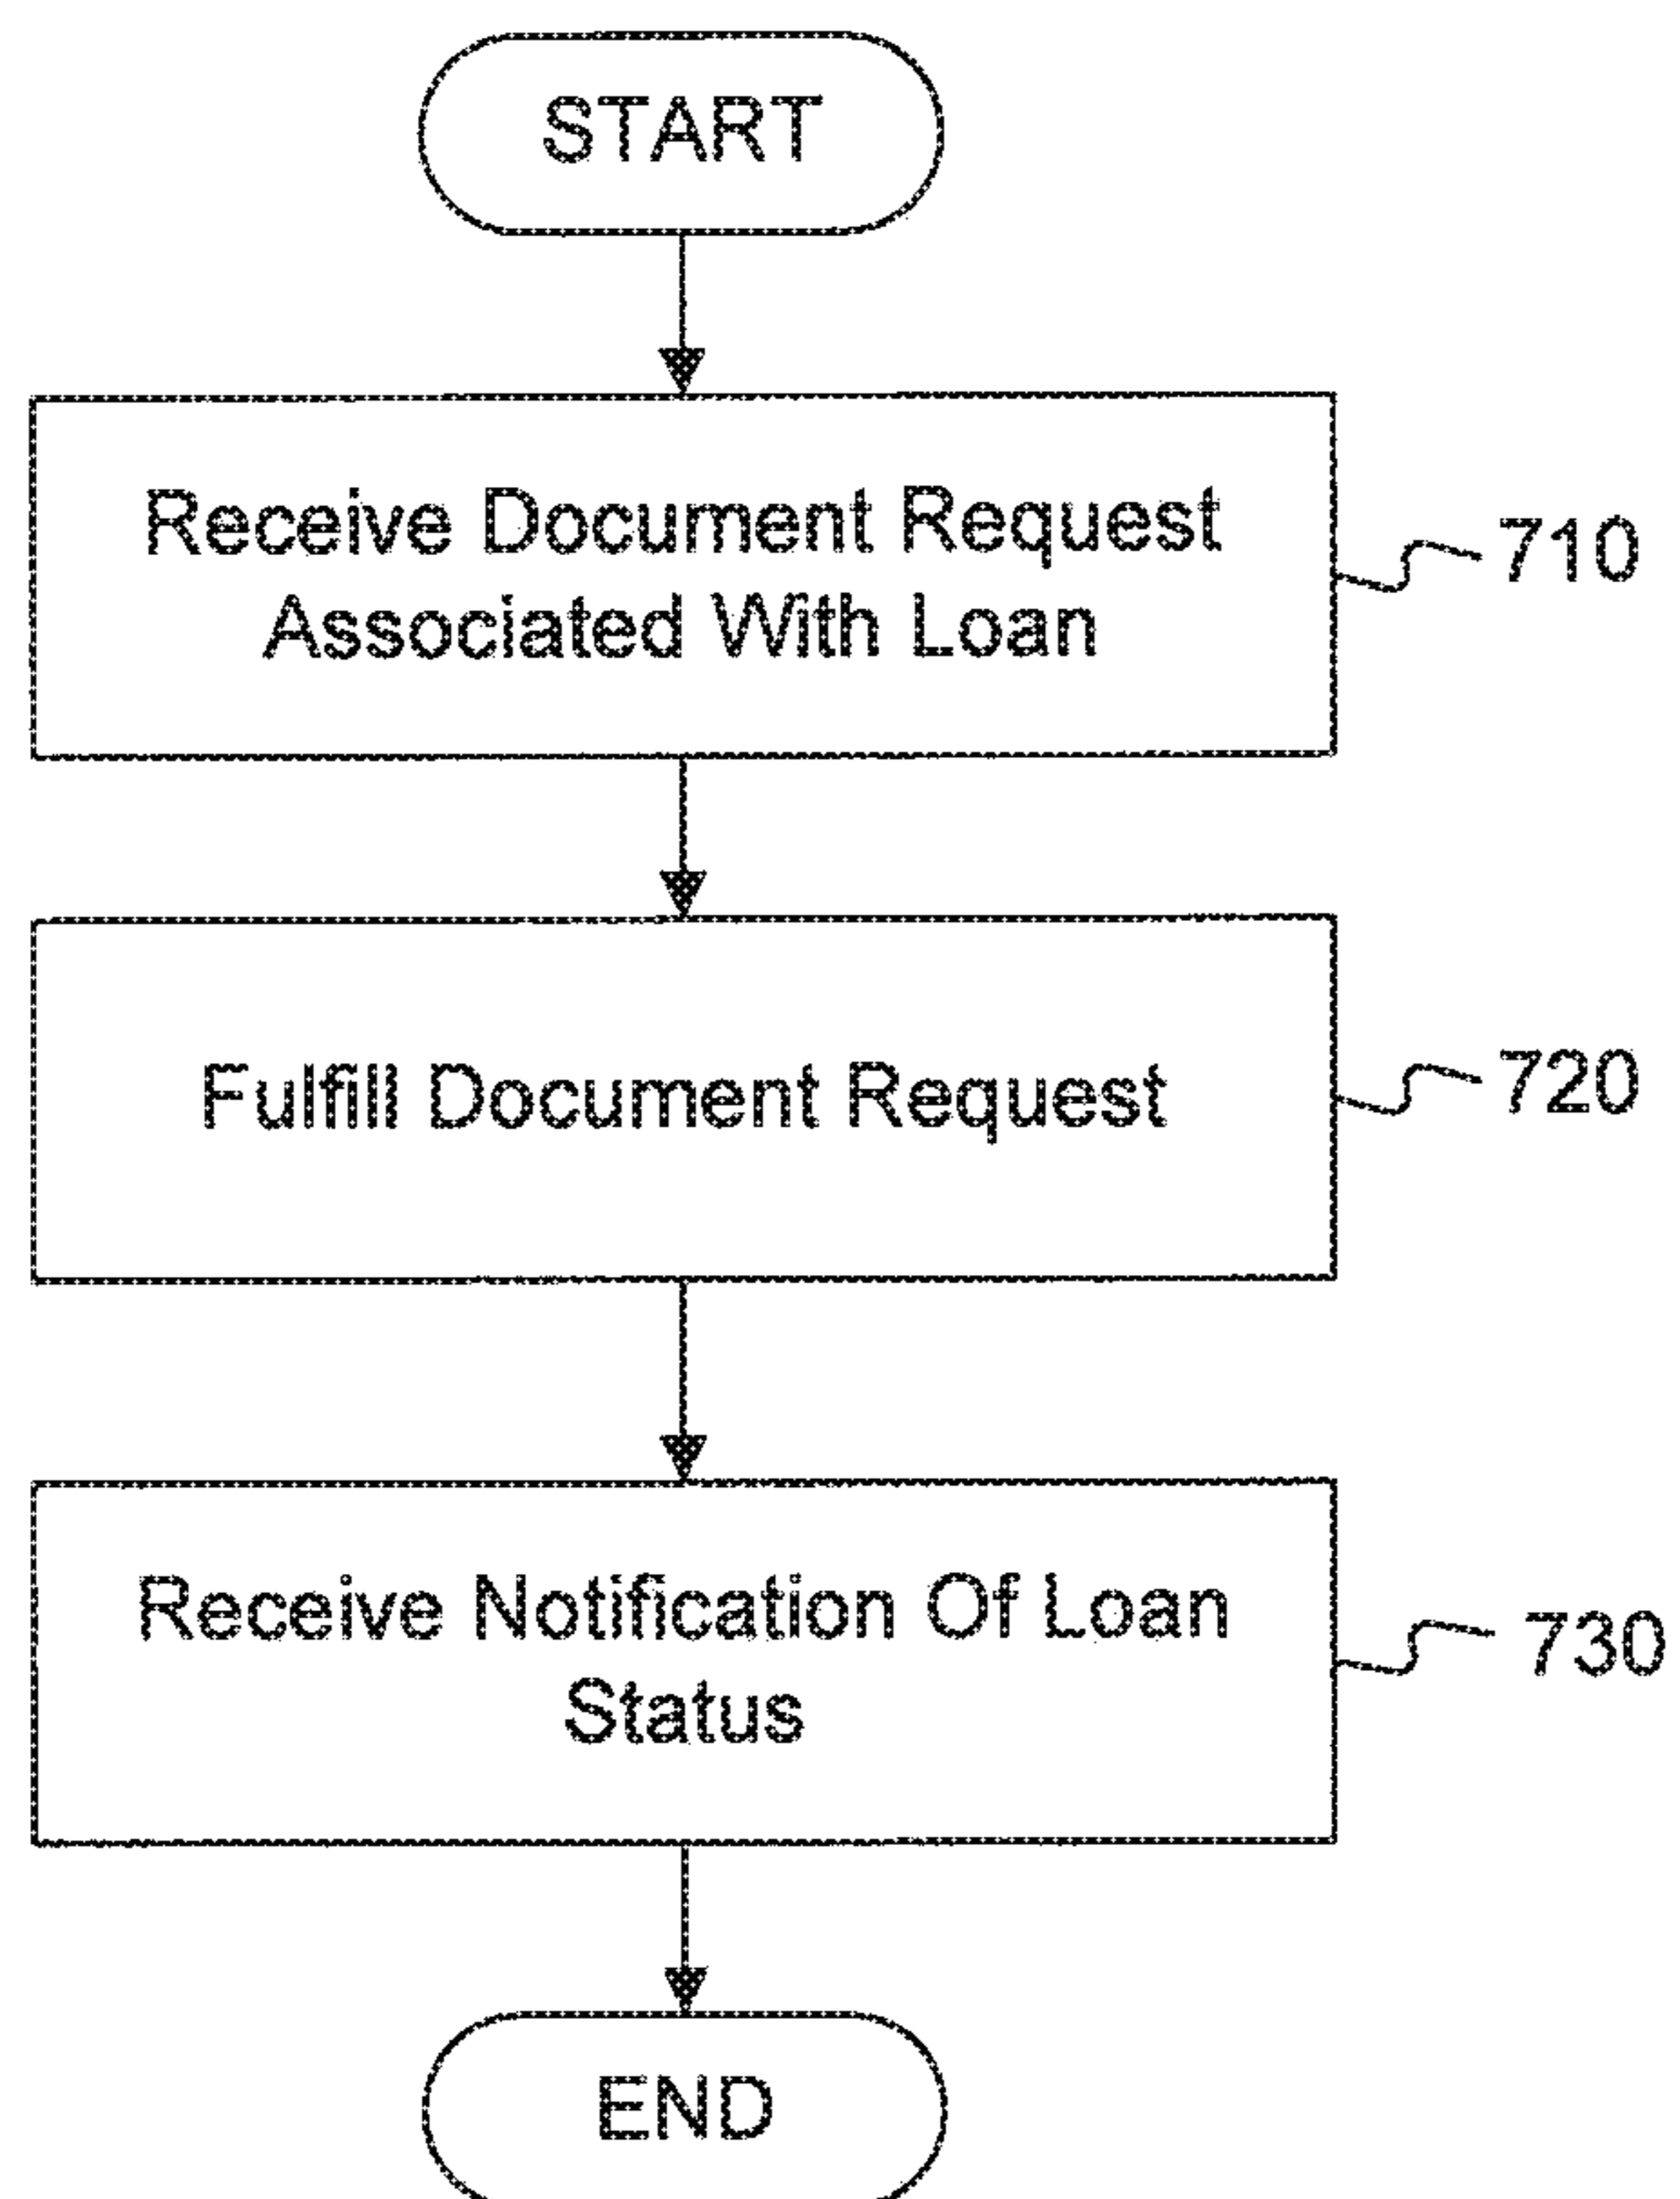 START
Receive Document Request
Associated With Loan
710
Fulfill Document Request
720
Receive Notification Of Loan
Status
730
END